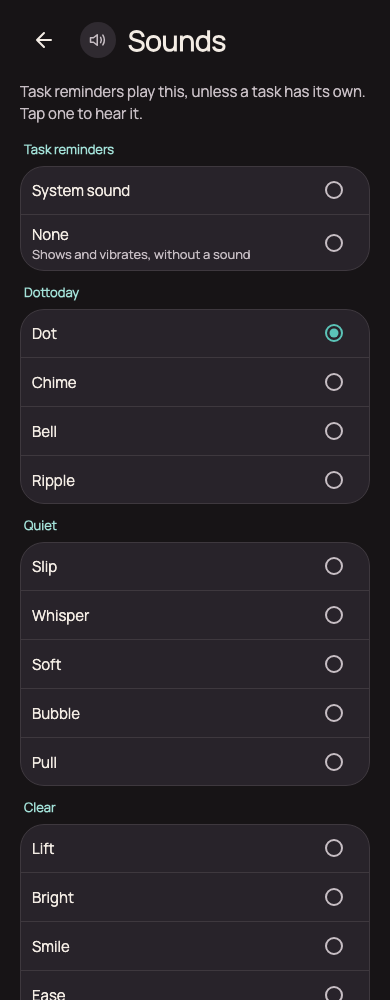 Sounds
Task reminders play this, unless a task has its own.
Tap one to hear it.
Task reminders
System sound
None
Shows and vibrates, without a sound
Dottoday
Dot
Chime
Bell
Ripple
Quiet
Slip
Whisper
Soft
Bubble
Pull
Clear
Lift
Bright
Smile
Ease